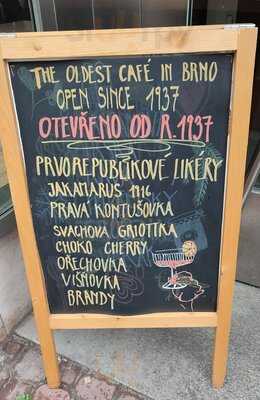 THE OLDEST CAFÉ IN BRNO
OPEN SINCE 1937
OTEVŘENO OD R. 1937
PRVOREPUBLIKOVÉ LIKÉRY
JAKAMARUS 1916
PRAVÁ KONTUŠOVKA
SVACHOVA GRIOTTKA
CHOKO CHERRY
OŘECHOVKA
VIŠŇOVKA
BRANDY